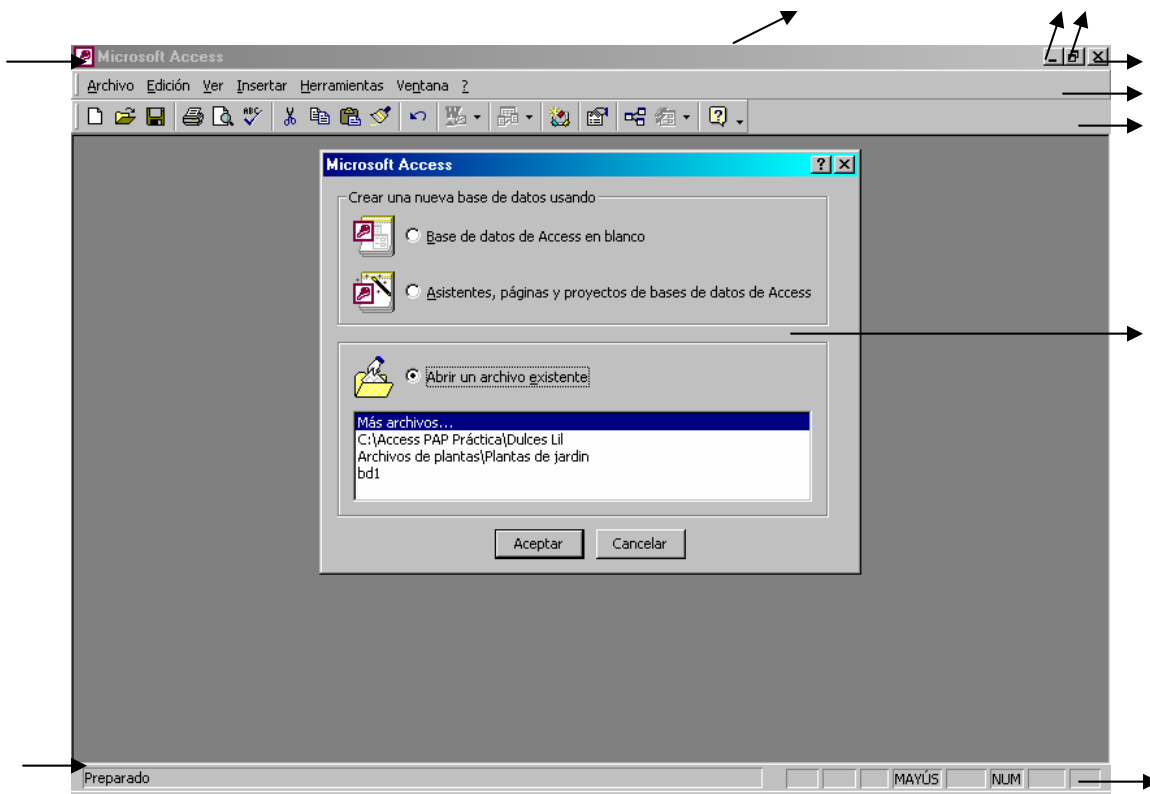 Microsoft Access
Archivo Edición Ver Insertar Herramientas Ventana ?
Microsoft Access
Crear una nueva base de datos usando
Base de datos de Access en blanco
Asistentes, páginas y proyectos de bases de datos de Access
Abrir un archivo existente
Más archivos...
C:\Access PAP Práctica\Dulces Lil
Archivos de plantas\Plantas de jardin
bd1
Aceptar Cancelar
Preparado MAYÚS NUM